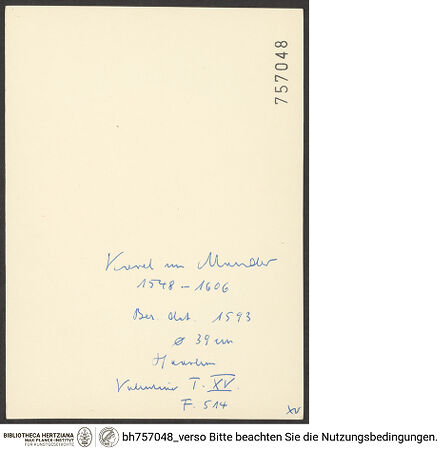 757048
Karel van Mander
1548 - 1606
Bez. dat. 1593
ø 39 cm
Haarlem
T. XV.
F. 514
XV
BIBLIOTHECA HERTZIANA
MAX-PLANCK-INSTITUT
FÜR KUNSTGESCHICHTE
bh757048_verso Bitte beachten Sie die Nutzungsbedingungen.